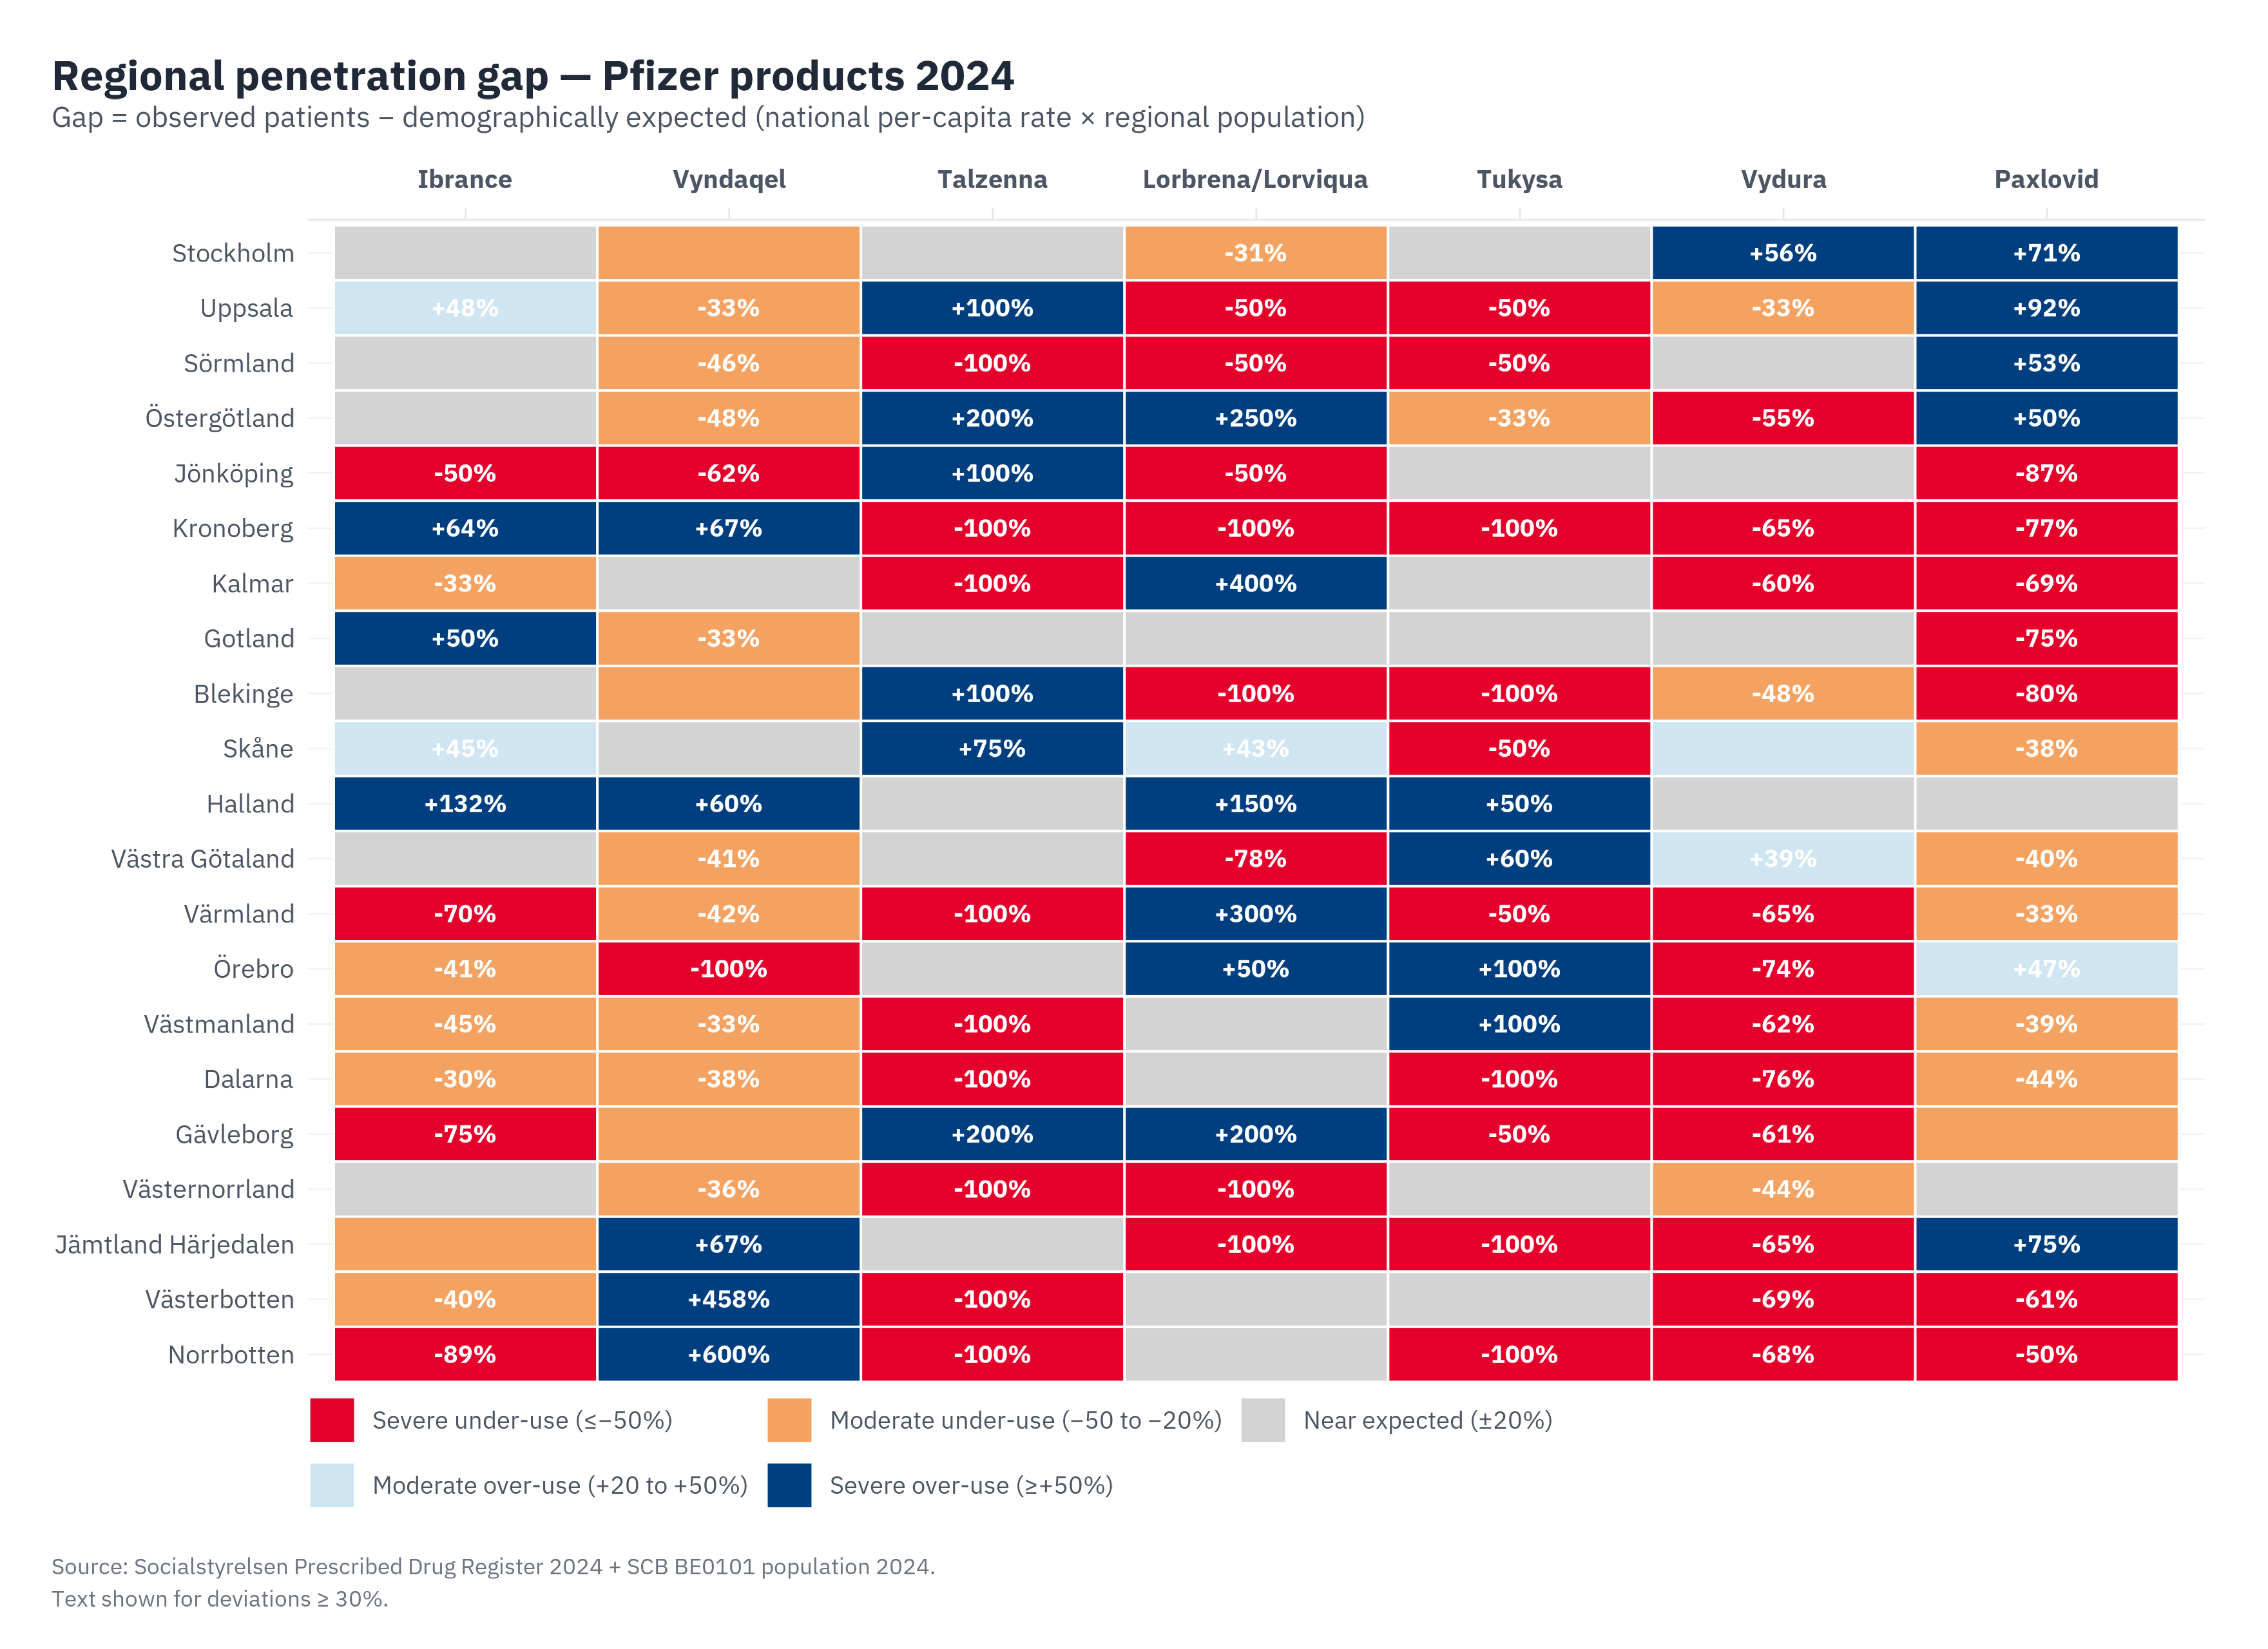 Regional penetration gap — Pfizer products 2024
Gap = observed patients − demographically expected (national per-capita rate × regional population)
Ibrance Vyndaqel Talzenna Lorbrena/Lorviqua Tukysa Vydura Paxlovid
Stockholm -31% +56% +71%
Uppsala +48% -33% +100% -50% -50% -33% +92%
Sörmland -46% -100% -50% -50% +53%
Östergötland -48% +200% +250% -33% -55% +50%
Jönköping -50% -62% +100% -50% -87%
Kronoberg +64% +67% -100% -100% -100% -65% -77%
Kalmar -33% -100% +400% -60% -69%
Gotland +50% -33% -75%
Blekinge +100% -100% -100% -48% -80%
Skåne +45% +75% +43% -50% -38%
Halland +132% +60% +150% +50%
Västra Götaland -41% -78% +60% +39% -40%
Värmland -70% -42% -100% +300% -50% -65% -33%
Örebro -41% -100% +50% +100% -74% +47%
Västmanland -45% -33% -100% +100% -62% -39%
Dalarna -30% -38% -100% -100% -76% -44%
Gävleborg -75% +200% +200% -50% -61%
Västernorrland -36% -100% -100% -44%
Jämtland Härjedalen +67% -100% -100% -65% +75%
Västerbotten -40% +458% -100% -69% -61%
Norrbotten -89% +600% -100% -100% -68% -50%
Severe under-use (≤−50%) Moderate under-use (−50 to −20%) Near expected (±20%)
Moderate over-use (+20 to +50%) Severe over-use (≥+50%)
Source: Socialstyrelsen Prescribed Drug Register 2024 + SCB BE0101 population 2024.
Text shown for deviations ≥ 30%.